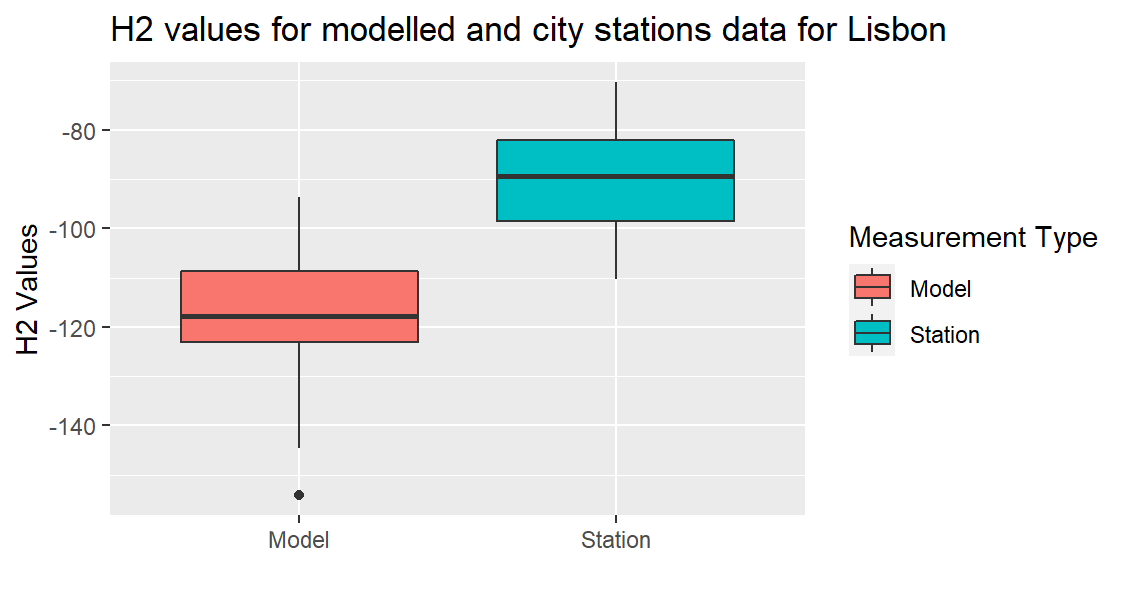 H2 values for modelled and city stations data for Lisbon
H2 Values
-80
-100
-120
-140
Model
Station
Measurement Type
Model
Station